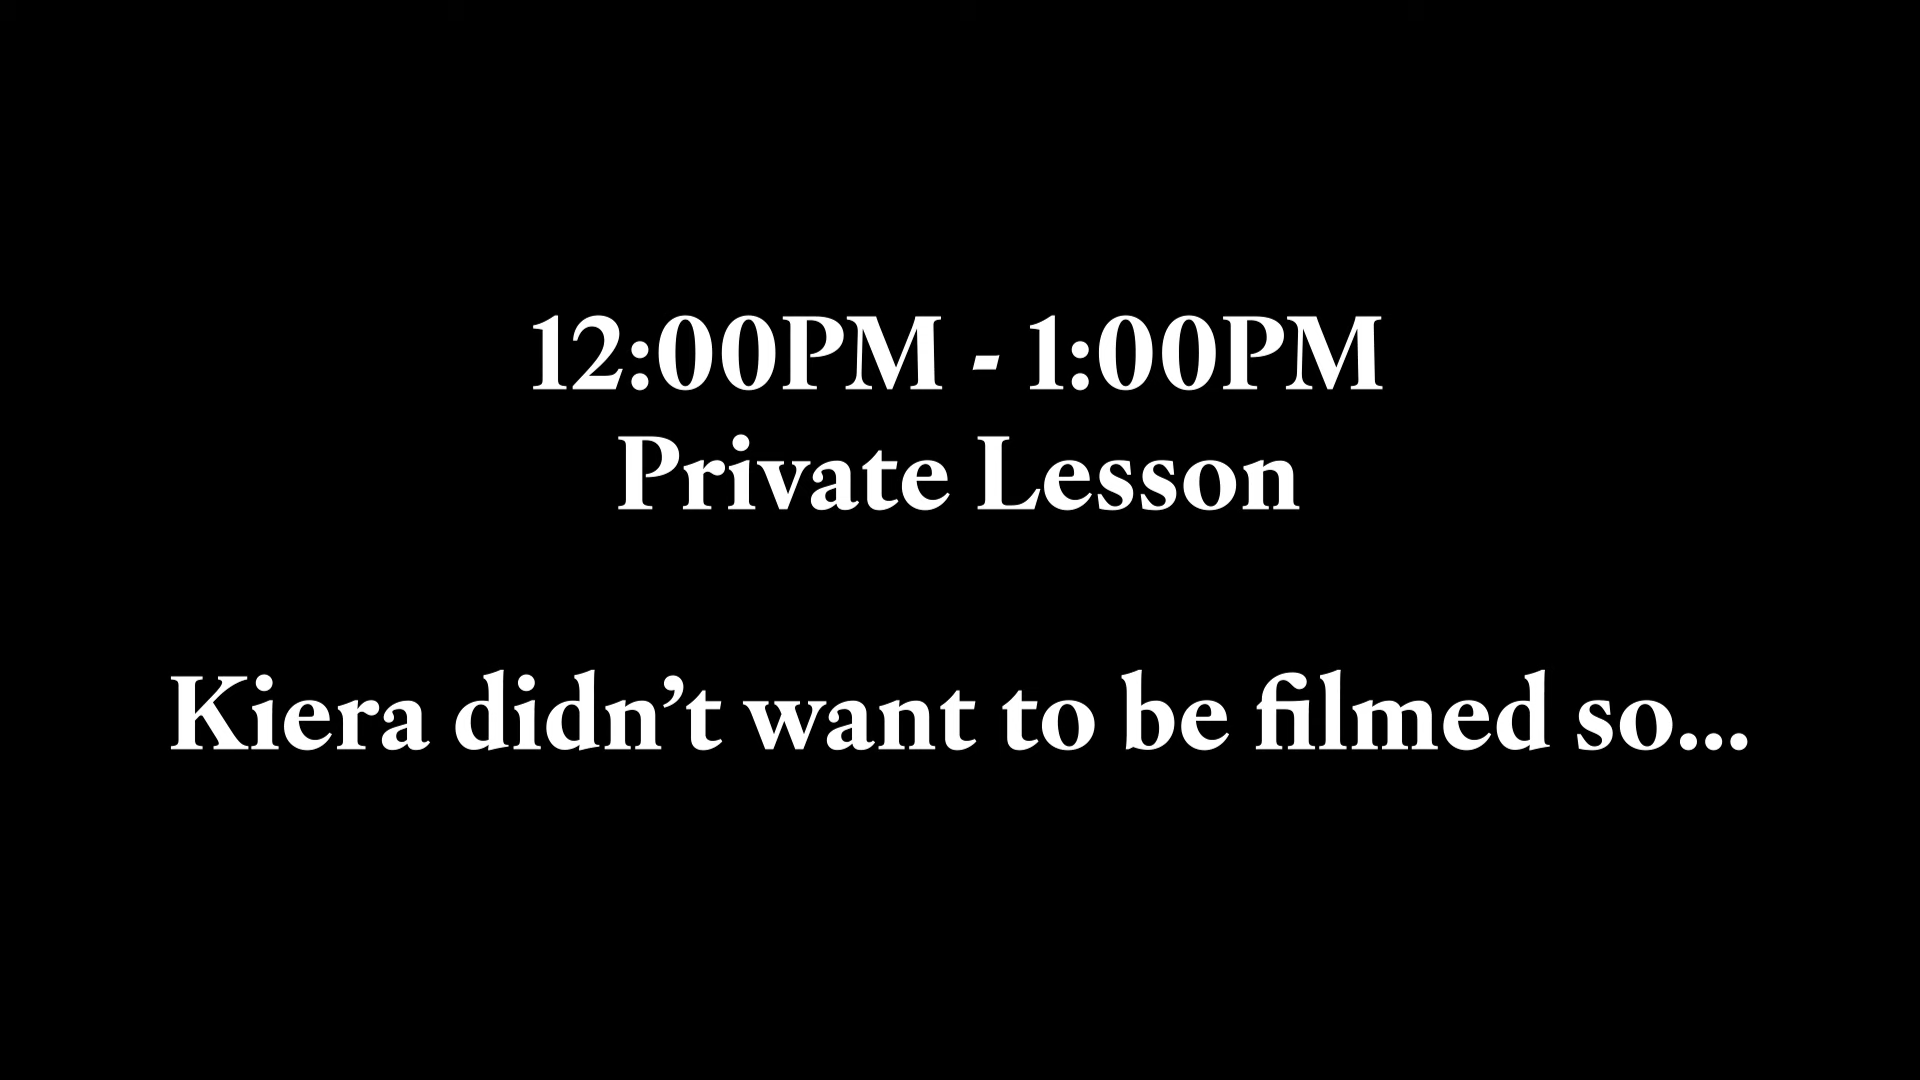 12:00PM - 1:00PM
Private Lesson
Kiera didn’t want to be filmed so...